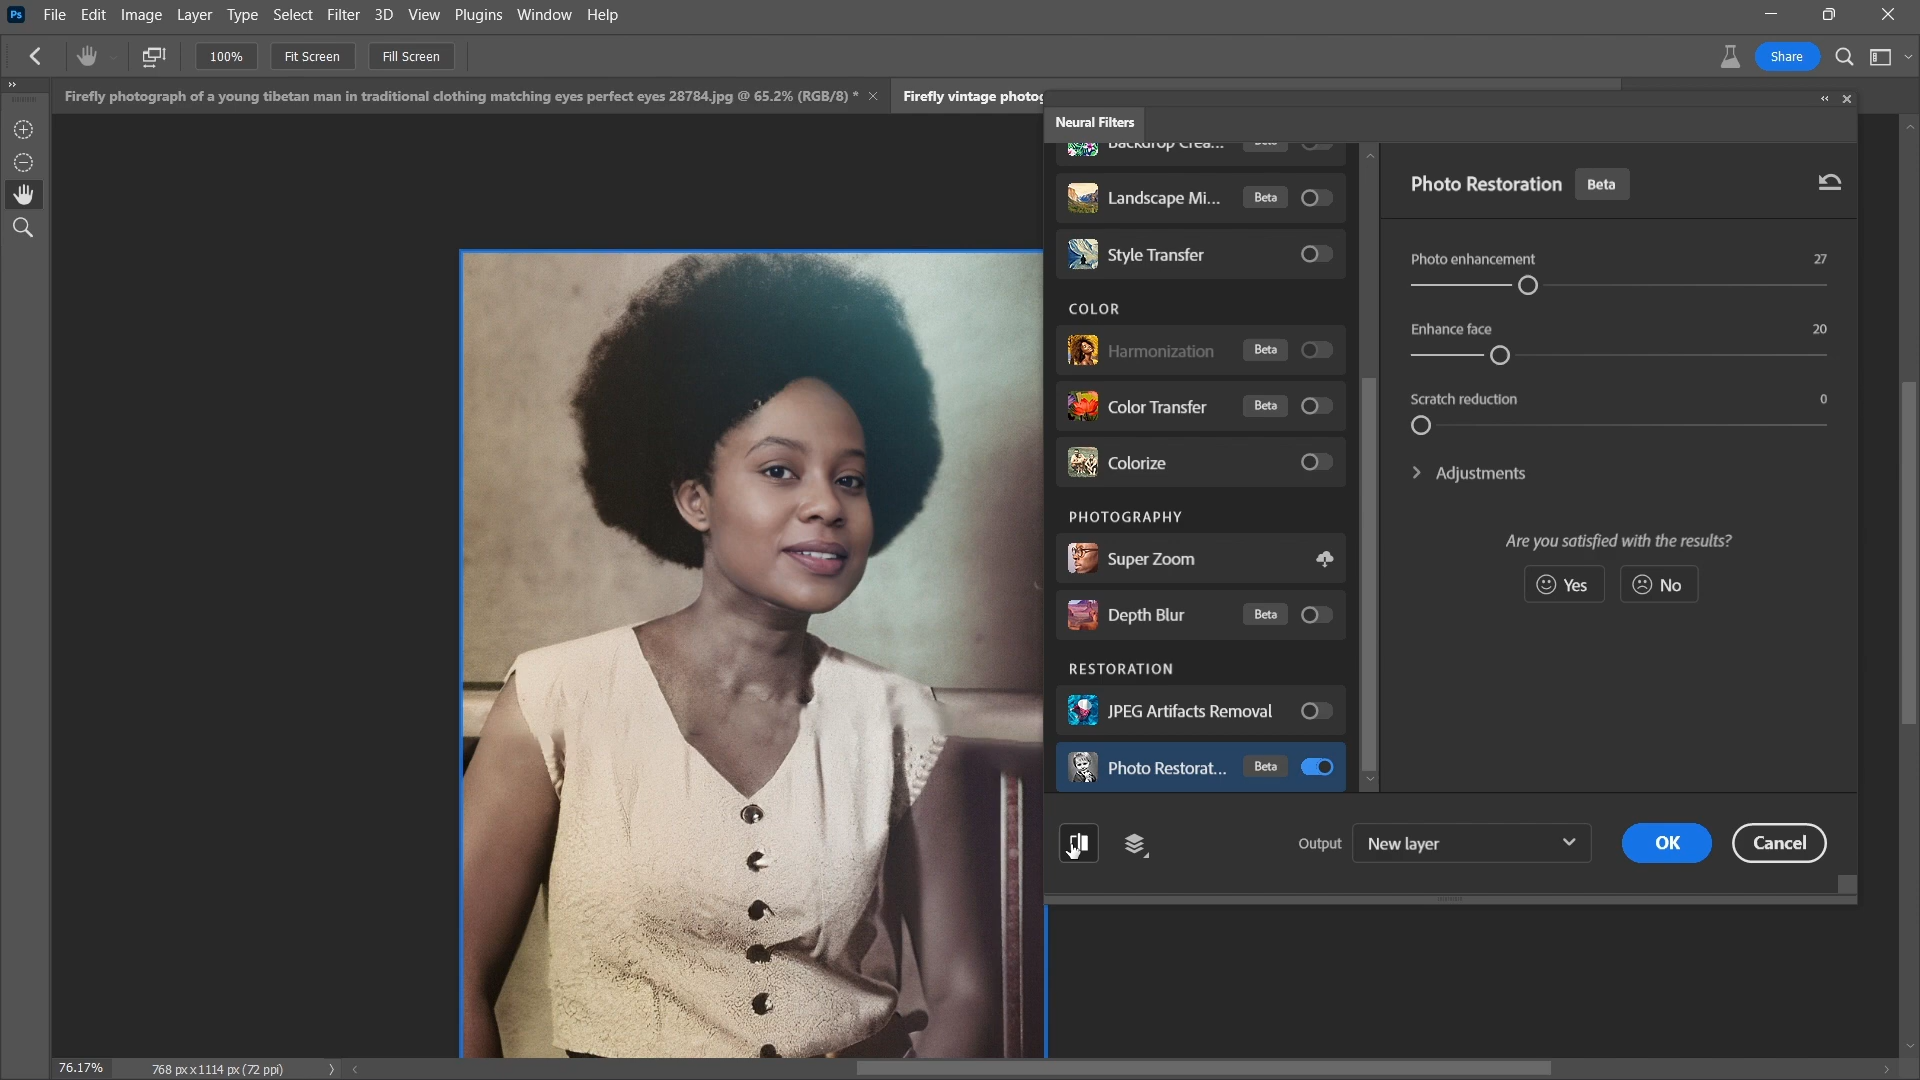 Ps File Edit Image Layer Type Select Filter 3D View Plugins Window Help
100% Fit Screen Fill Screen Share
Firefly photograph of a young tibetan man in traditional clothing matching eyes perfect eyes 28784.jpg @ 65.2% (RGB/8) * Firefly vintage photog
Neural Filters
Backdrop Crea... Beta
Landscape Mi... Beta
Style Transfer
COLOR
Harmonization Beta
Color Transfer Beta
Colorize
PHOTOGRAPHY
Super Zoom
Depth Blur Beta
RESTORATION
JPEG Artifacts Removal
Photo Restorat... Beta
Photo Restoration Beta
Photo enhancement 27
Enhance face 20
Scratch reduction 0
Adjustments
Are you satisfied with the results?
Yes No
Output New layer OK Cancel
76.17% 768 px x 1114 px (72 ppi)